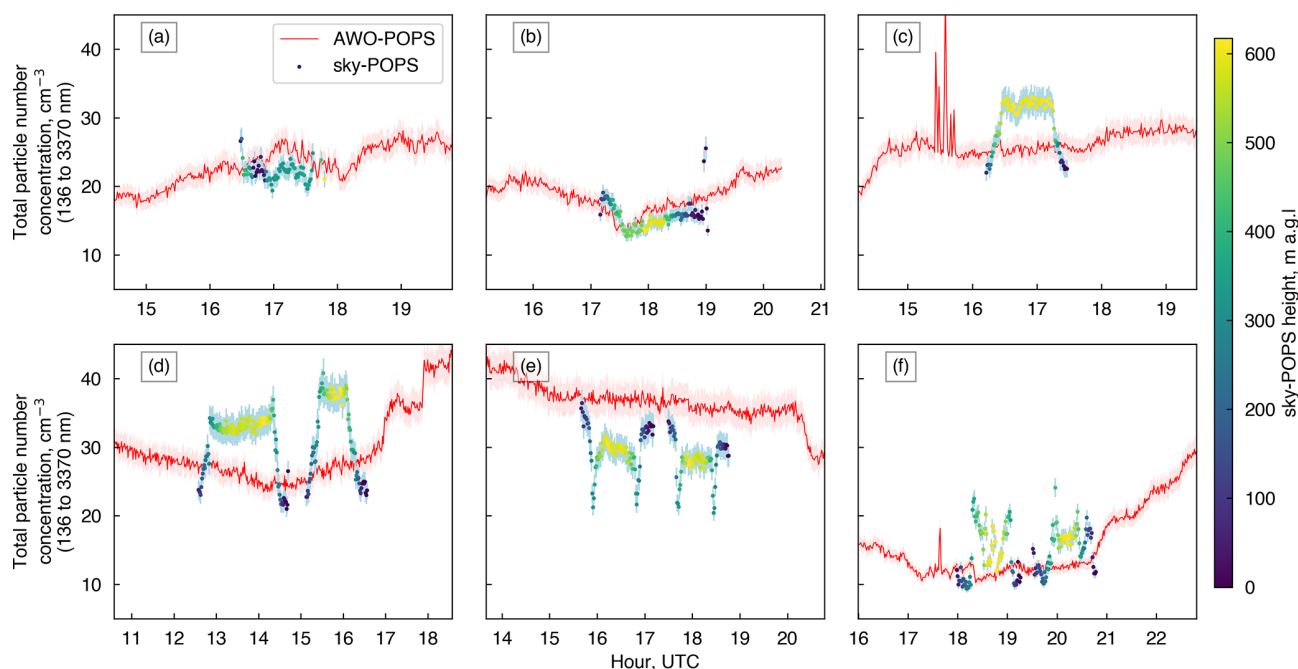 (a)
AWO-POPS
sky-POPS
(b)
(c)
Total particle number
concentration, cm⁻³
(136 to 3370 nm)
40
30
20
10
15 16 17 18 19
16 17 18 19 20 21
15 16 17 18 19
(d)
(e)
(f)
Total particle number
concentration, cm⁻³
(136 to 3370 nm)
40
30
20
10
11 12 13 14 15 16 17 18
14 15 16 17 18 19 20
16 17 18 19 20 21 22
Hour, UTC
600
500
400
300
200
100
0
sky-POPS height, m a.g.l